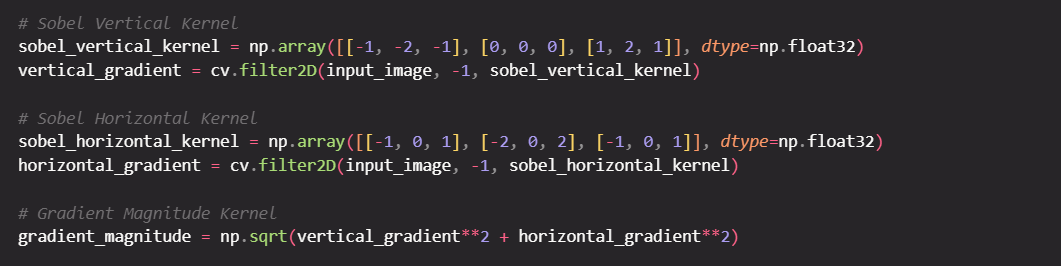 # Sobel Vertical Kernel
sobel_vertical_kernel = np.array([[-1, -2, -1], [0, 0, 0], [1, 2, 1]], dtype=np.float32)
vertical_gradient = cv.filter2D(input_image, -1, sobel_vertical_kernel)
# Sobel Horizontal Kernel
sobel_horizontal_kernel = np.array([[-1, 0, 1], [-2, 0, 2], [-1, 0, 1]], dtype=np.float32)
horizontal_gradient = cv.filter2D(input_image, -1, sobel_horizontal_kernel)
# Gradient Magnitude Kernel
gradient_magnitude = np.sqrt(vertical_gradient**2 + horizontal_gradient**2)